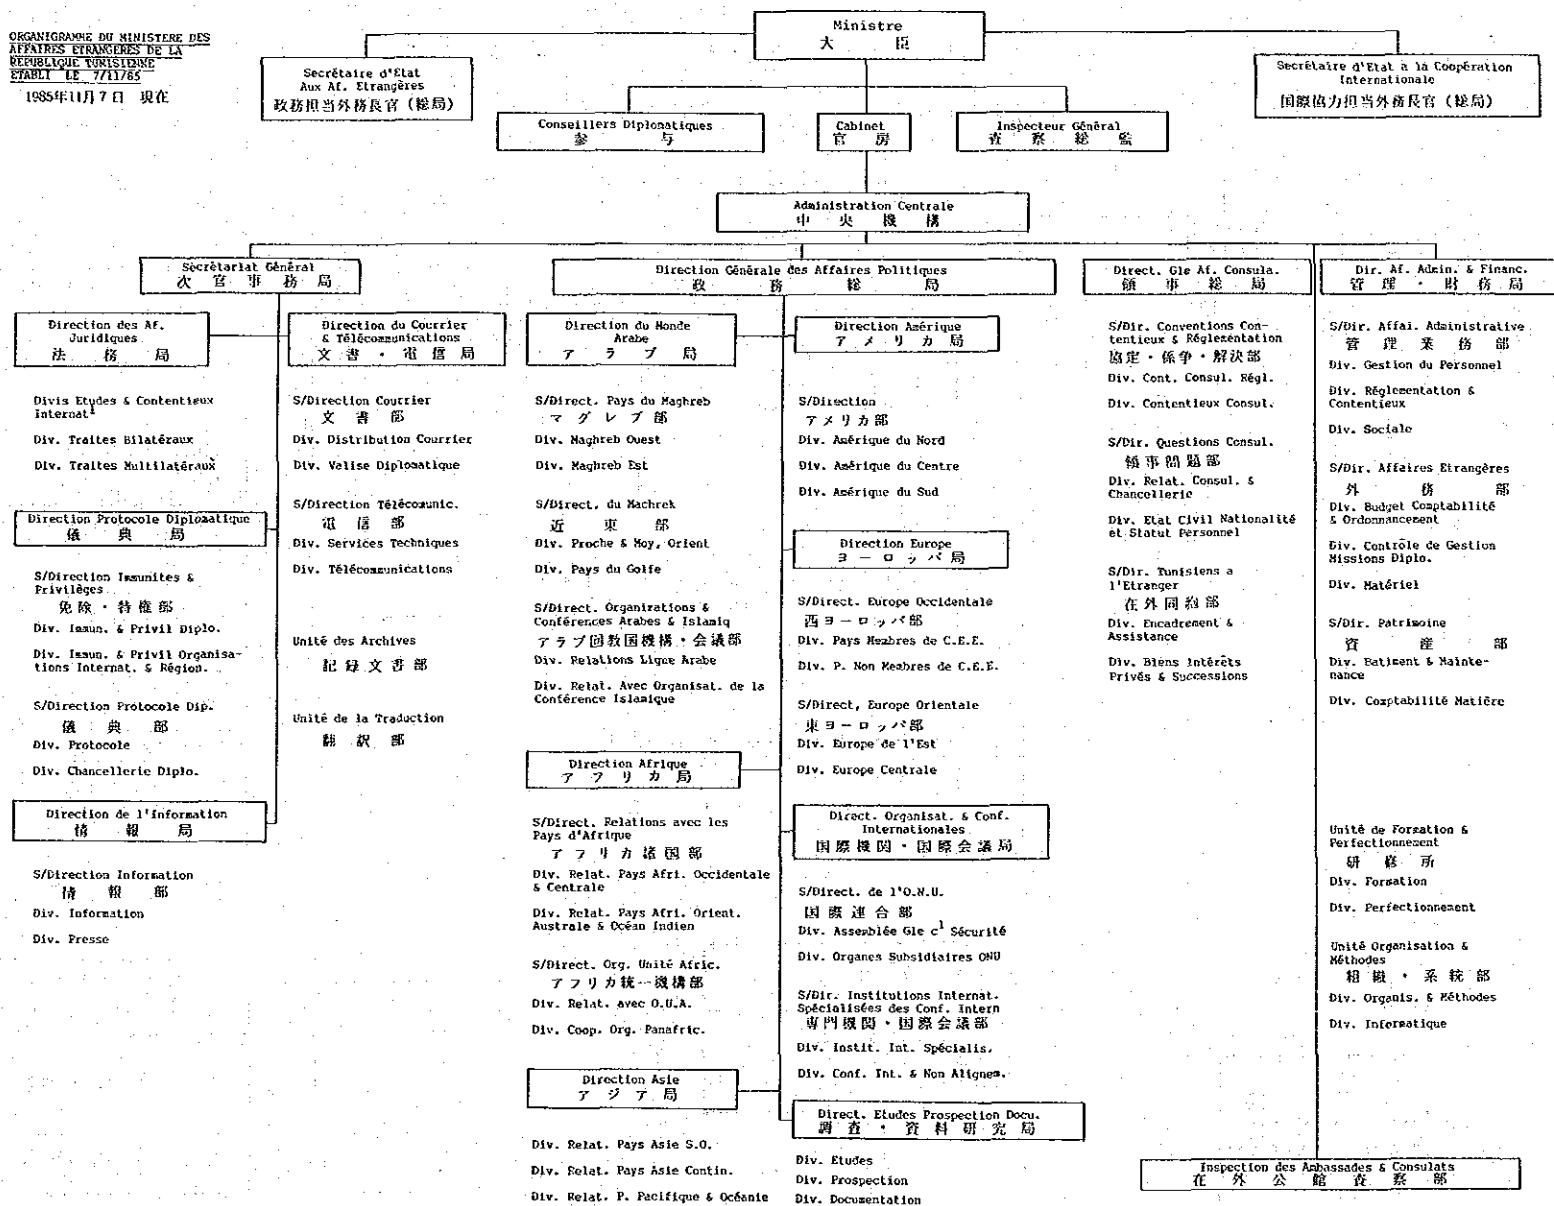 ORGANIGRAMME DU MINISTERE DES
AFFAIRES ETRANGERES DE LA
REPUBLIQUE TUNISIENNE
ETABLI LE 7/11/85
1985年11月7日 現在
Ministre
大 臣
Secrétaire d'Etat
Aux Af. Etrangères
政務担当外務長官(総局)
Secrétaire d'Etat à la Coopération
Internationale
国際協力担当外務長官(総局)
Conseillers Diplomatiques
参 与
Cabinet
官 房
Inspecteur Général
査 察 総 監
Administration Centrale
中 央 機 構
Secrétariat Général
次 官 事 務 局
Direction Générale des Affaires Politiques
政 務 総 局
Direct. Gle Af. Consula.
領 事 総 局
Dir. Af. Admin. & Financ.
管 理 ・ 財 務 局
Direction des Af.
Juridiques
法 務 局
Divis Etudes & Contentieux
Internat¹
Div. Traites Bilatéraux
Div. Traites Multilatéraux
Direction Protocole Diplomatique
儀 典 局
S/Direction Immunites &
Privilèges
免除・特権部
Div. Immun. & Privil Diplo.
Div. Immun. & Privil Organisa-
tions Internat. & Région.
S/Direction Protocole Dip.
儀 典 部
Div. Protocole
Div. Chancellerie Diplo.
Direction de l'Information
情 報 局
S/Direction Information
情 報 部
Div. Information
Div. Presse
Direction du Courrier
& Télécommunications
文 書 ・ 電 信 局
S/Direction Courrier
文 書 部
Div. Distribution Courrier
Div. Valise Diplomatique
S/Direction Télécomunic.
電 信 部
Div. Services Techniques
Div. Télécommunications
Unité des Archives
記録文書部
Unité de la Traduction
翻 訳 部
Direction du Monde
Arabe
ア ラ ブ 局
S/Direct. Pays du Maghreb
マ グ レ ブ 部
Div. Maghreb Ouest
Div. Maghreb Est
S/Direct. du Machrek
近 東 部
Div. Proche & Moy. Orient
Div. Pays du Golfe
S/Direct. Organizations &
Conférences Arabes & Islamiq
アラブ回教国機構・会議部
Div. Relations Ligue Arabe
Div. Relat. Avec Organisat. de la
Conférence Islamique
Direction Afrique
ア フ リ カ 局
S/Direct. Relations avec les
Pays d'Afrique
アフリカ諸国部
Div. Relat. Pays Afri. Occidentale
& Centrale
Div. Relat. Pays Afri. Orient.
Australe & Océan Indien
S/Direct. Org. Unité Afric.
アフリカ統一機構部
Div. Relat. avec O.U.A.
Div. Coop. Org. Panafric.
Direction Asie
ア ジ ア 局
Div. Relat. Pays Asie S.O.
Div. Relat. Pays Asie Contin.
Div. Relat. P. Pacifique & Océanie
Direction Amérique
ア メ リ カ 局
S/Direction
アメリカ部
Div. Amérique du Nord
Div. Amérique du Centre
Div. Amérique du Sud
Direction Europe
ヨ ー ロ ッ パ 局
S/Direct. Europe Occidentale
西ヨーロッパ部
Div. Pays Membres de C.E.E.
Div. P. Non Membres de C.E.E.
S/Direct, Europe Orientale
東ヨーロッパ部
Div. Europe de l'Est
Div. Europe Centrale
Direct. Organisat. & Conf.
Internationales
国際機関・国際会議局
S/Direct. de l'O.N.U.
国際連合部
Div. Assemblée Gle c¹ Sécurité
Div. Organes Subsidiaires ONU
S/Dir. Institutions Internat.
Spécialisées des Conf. Intern
専門機関・国際会議部
Div. Instit. Int. Spécialis.
Div. Conf. Int. & Non Alignem.
Direct. Etudes Prospection Docu.
調 査 ・ 資 料 研 究 局
Div. Etudes
Div. Prospection
Div. Documentation
S/Dir. Conventions Con-
tentieux & Réglementation
協定・係争・解決部
Div. Cont. Consul. Régl.
Div. Contentieux Consul.
S/Dir. Questions Consul.
領事問題部
Div. Relat. Consul. &
Chancellerie
Div. Etat Civil Nationalité
et Statut Personnel
S/Dir. Tunisiens a
l'Etranger
在外同胞部
Div. Encadrement &
Assistance
Div. Biens Intérêts
Privés & Successions
S/Dir. Affai. Administrative
管 理 業 務 部
Div. Gestion du Personnel
Div. Réglementation &
Contentieux
Div. Sociale
S/Dir. Affaires Etrangères
外 務 部
Div. Budget Comptabilité
& Ordonnancement
Div. Contrôle de Gestion
Missions Diplo.
Div. Matériel
S/Dir. Patrimoine
資 産 部
Div. Batiment & Mainte-
nance
Div. Comptabilité Matière
Unité de Formation &
Perfectionnement
研 修 所
Div. Formation
Div. Perfectionnement
Unité Organisation &
Méthodes
組織・系統部
Div. Organis. & Méthodes
Div. Informatique
Inspection des Ambassades & Consulats
在 外 公 館 査 察 部